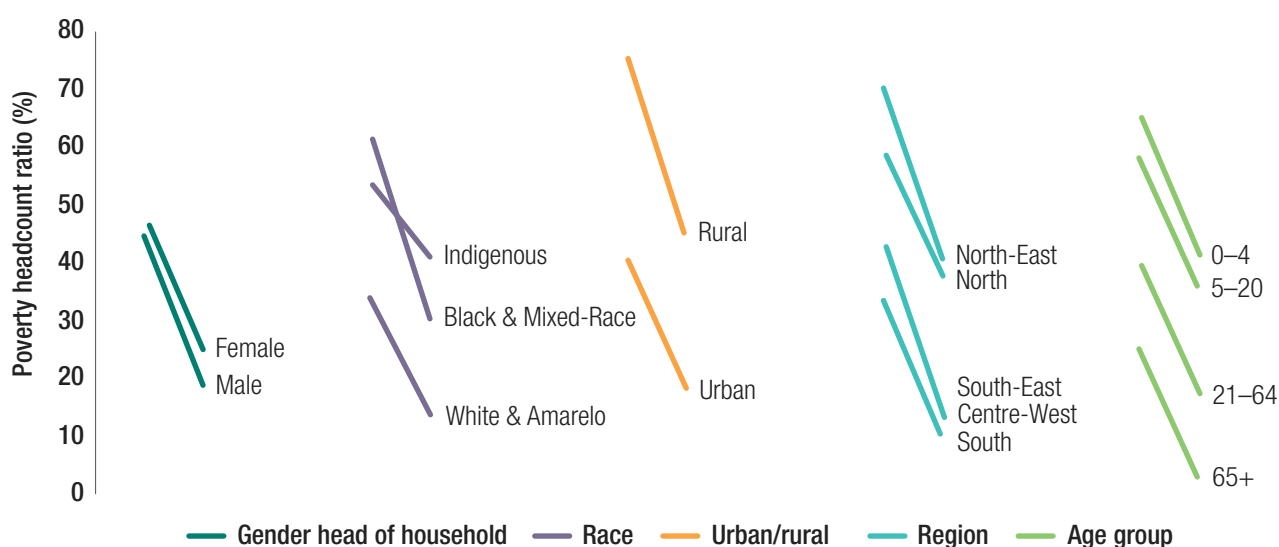 Poverty headcount ratio (%)
80
70
60
50
40
30
20
10
0
Female
Male
Indigenous
Black & Mixed-Race
White & Amarelo
Rural
Urban
North-East
North
South-East
Centre-West
South
0–4
5–20
21–64
65+
Gender head of household
Race
Urban/rural
Region
Age group